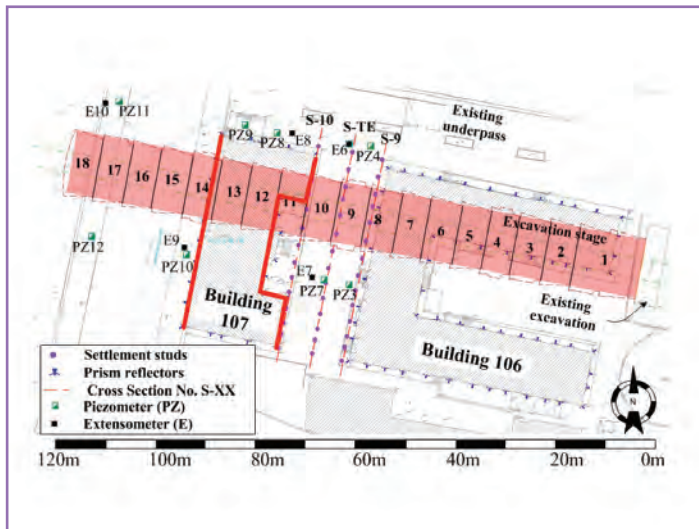 E10
PZ11
PZ9
PZ8
E8
S-10
S-TE
S-9
E6
PZ4
Existing
underpass
18
17
16
15
14
13
12
11
10
9
8
7
6
5
4
3
2
1
Excavation stage
PZ12
E9
PZ10
E7
PZ7
PZ3
Existing
excavation
Building
107
Building 106
Settlement studs
Prism reflectors
Cross Section No. S-XX
Piezometer (PZ)
Extensometer (E)
N
120m 100m 80m 60m 40m 20m 0m